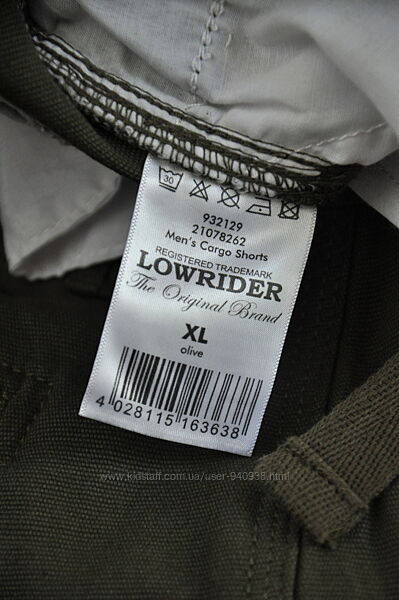 30
932129
21078262
Men's Cargo Shorts
REGISTERED TRADEMARK
LOWRIDER
The Original Brand
XL
olive
4 028115 163638
www.kidstaff.com.ua/user-940938.html